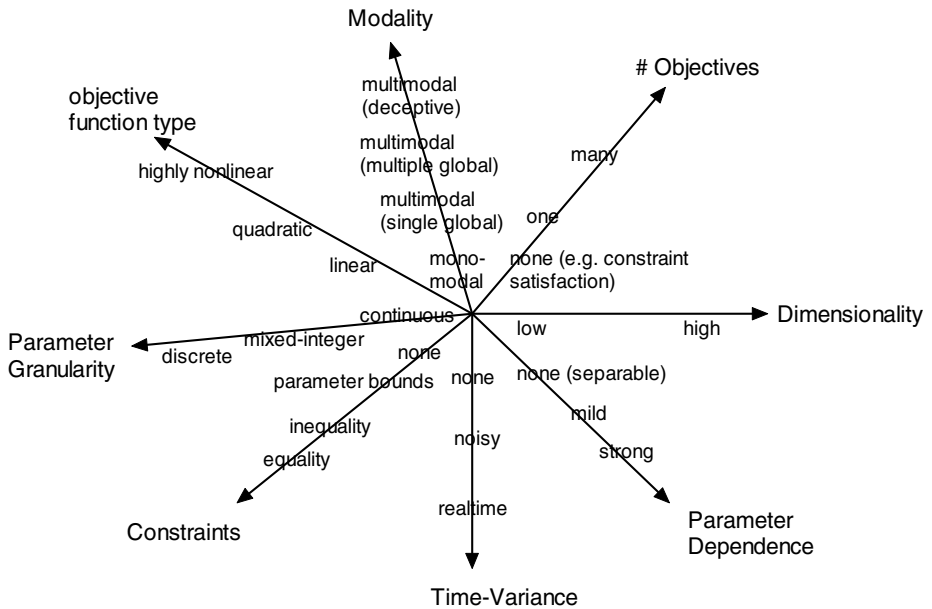 Modality
# Objectives
objective
function type
multimodal
(deceptive)
multimodal
(multiple global)
many
highly nonlinear
multimodal
(single global)
one
quadratic
linear
mono-
modal
none (e.g. constraint
satisfaction)
continuous
Dimensionality
low
high
Parameter
Granularity
mixed-integer
discrete
none
parameter bounds
none
none (separable)
mild
inequality
noisy
strong
equality
realtime
Constraints
Parameter
Dependence
Time-Variance